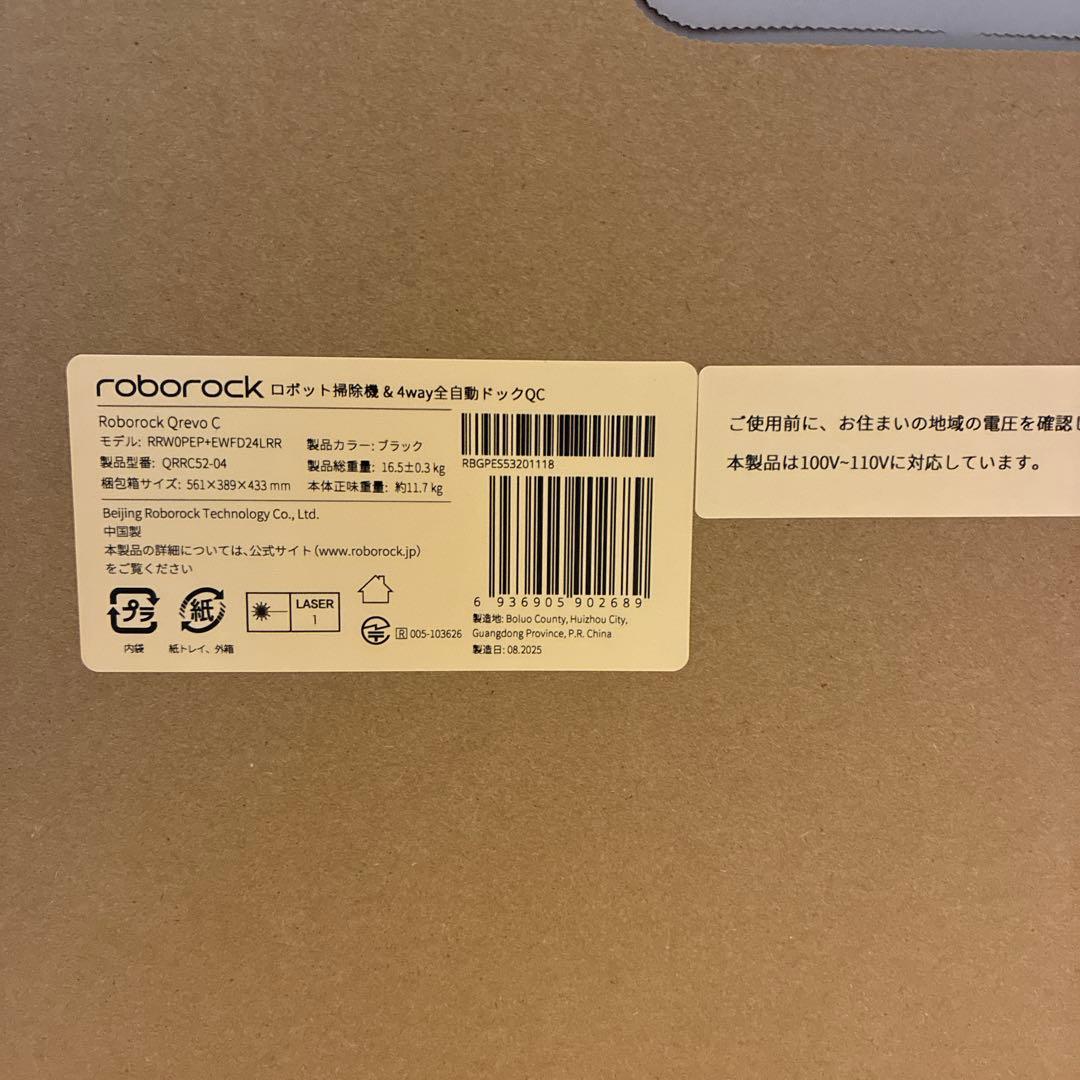 roborock ロボット掃除機 & 4way全自動ドックQC
Roborock Qrevo C
モデル: RRW0PEP+EWFD24LRR
製品カラー: ブラック
製品型番: QRRC52-04
製品総重量: 16.5±0.3 kg
梱包箱サイズ: 561×389×433 mm
本体正味重量: 約11.7 kg
Beijing Roborock Technology Co., Ltd.
中国製
本製品の詳細については、公式サイト(www.roborock.jp)
をご覧ください
プラ
内袋
紙
紙トレイ、外箱
LASER
1
R 005-103626
RBGPES53201118
6 936905 902689
製造地: Boluo County, Huizhou City,
Guangdong Province, P.R. China
製造日: 08.2025
ご使用前に、お住まいの地域の電圧を確認し
本製品は100V~110Vに対応しています。